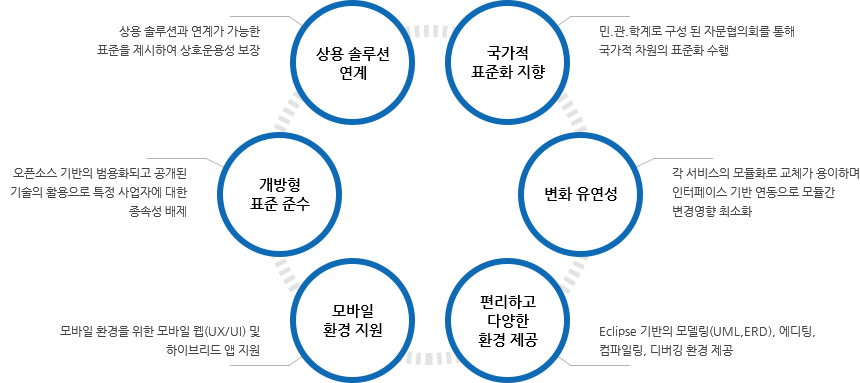 상용 솔루션과 연계가 가능한
표준을 제시하여 상호운용성 보장
상용 솔루션
연계
국가적
표준화 지향
민.관.학계로 구성 된 자문협의회를 통해
국가적 차원의 표준화 수행
오픈소스 기반의 범용화되고 공개된
기술의 활용으로 특정 사업자에 대한
종속성 배제
개방형
표준 준수
변화 유연성
각 서비스의 모듈화로 교체가 용이하며
인터페이스 기반 연동으로 모듈간
변경영향 최소화
모바일 환경을 위한 모바일 웹(UX/UI) 및
하이브리드 앱 지원
모바일
환경 지원
편리하고
다양한
환경 제공
Eclipse 기반의 모델링(UML,ERD), 에디팅,
컴파일링, 디버깅 환경 제공